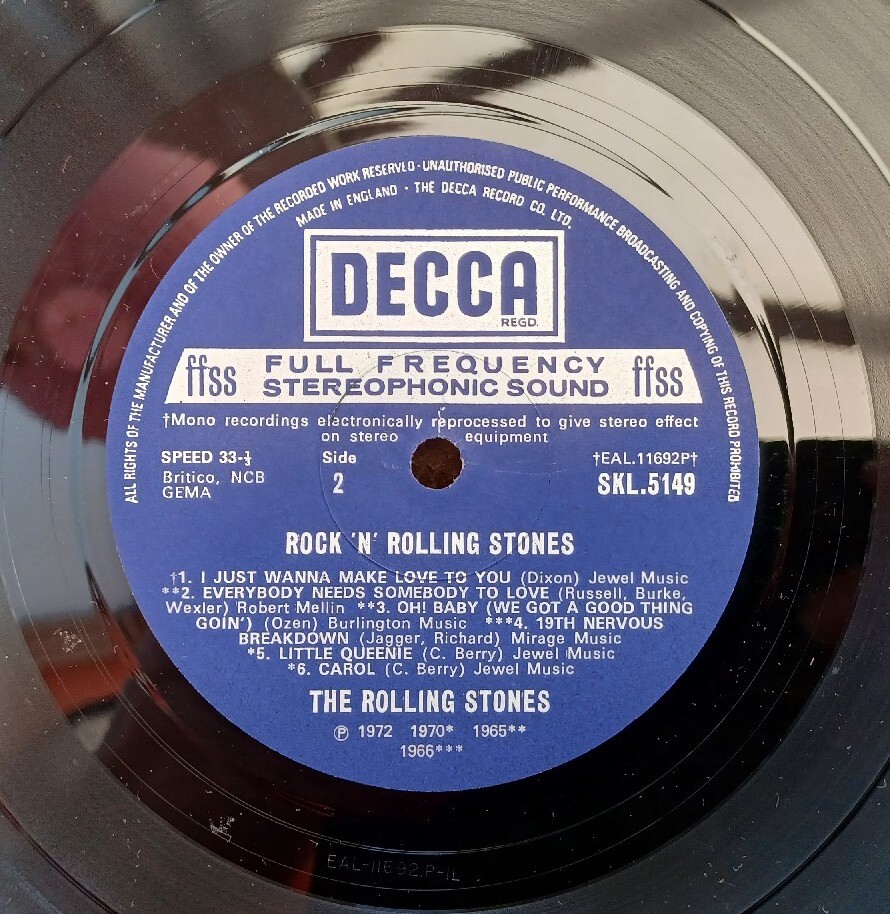 ALL RIGHTS OF THE MANUFACTURER AND OF THE OWNER OF THE RECORDED WORK RESERVED · UNAUTHORISED PUBLIC PERFORMANCE BROADCASTING AND COPYING OF THIS RECORD PROHIBITED
MADE IN ENGLAND · THE DECCA RECORD CO. LTD.
DECCA
REGD.
ffss FULL FREQUENCY ffss
STEREOPHONIC SOUND
†Mono recordings electronically reprocessed to give stereo effect
on stereo equipment
SPEED 33-⅓ Side †EAL.11692P†
Britico, NCB 2 SKL.5149
GEMA
ROCK 'N' ROLLING STONES
†1. I JUST WANNA MAKE LOVE TO YOU (Dixon) Jewel Music
**2. EVERYBODY NEEDS SOMEBODY TO LOVE (Russell, Burke,
Wexler) Robert Mellin **3. OH! BABY (WE GOT A GOOD THING
GOIN') (Ozen) Burlington Music ***4. 19TH NERVOUS
BREAKDOWN (Jagger, Richard) Mirage Music
*5. LITTLE QUEENIE (C. Berry) Jewel Music
*6. CAROL (C. Berry) Jewel Music
THE ROLLING STONES
℗ 1972 1970* 1965**
1966***
EAL-11692.P-1L